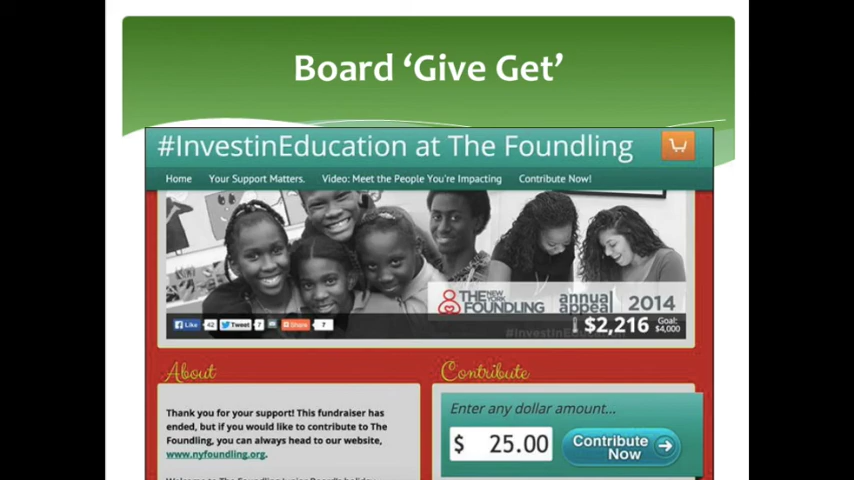 Board ‘Give Get’
#InvestinEducation at The Foundling
Home Your Support Matters. Video: Meet the People You're Impacting Contribute Now!
THE NEW YORK FOUNDLING
annual appeal 2014
Like 42 Tweet 7 Share 7
$2,216 Goal: $4,000
About
Thank you for your support! This fundraiser has
ended, but if you would like to contribute to The
Foundling, you can always head to our website,
www.nyfoundling.org.
Contribute
Enter any dollar amount...
$ 25.00
Contribute Now